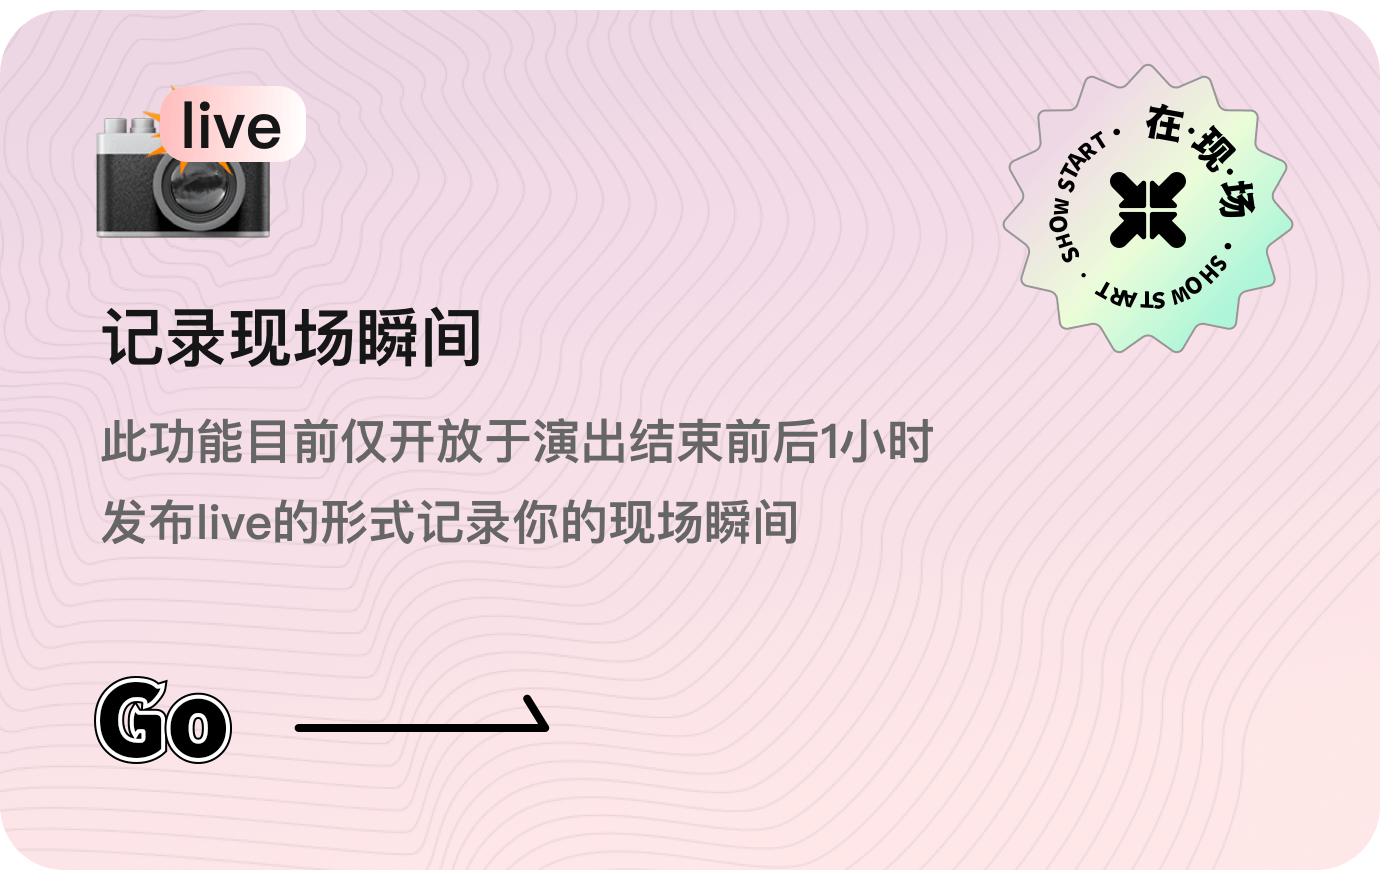 live
在·现·场
· SHOW START · SHOW START ·
记录现场瞬间
此功能目前仅开放于演出结束前后1小时
发布live的形式记录你的现场瞬间
Go